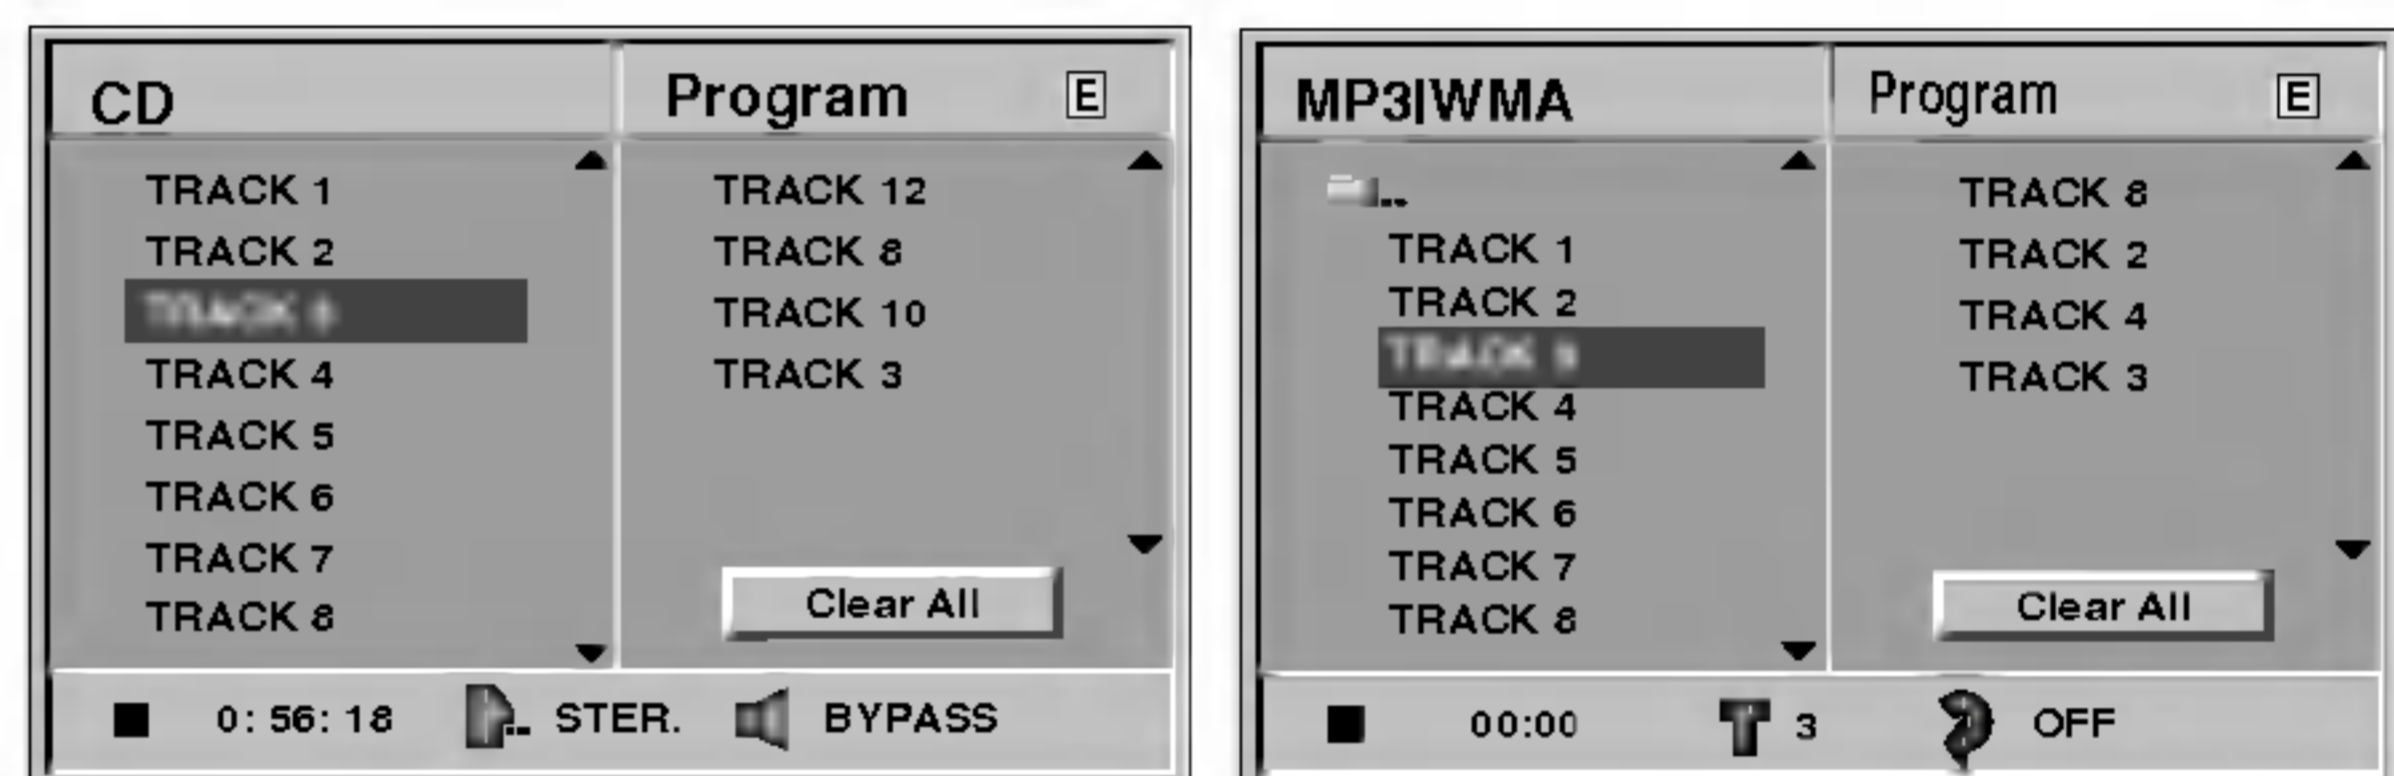 CD
Program E
TRACK 1
TRACK 2
TRACK
TRACK 4
TRACK 5
TRACK 6
TRACK 7
TRACK 8
TRACK 12
TRACK 8
TRACK 10
TRACK 3
Clear All
0: 56: 18 STER. BYPASS
MP3|WMA
Program E
..
TRACK 1
TRACK 2
TRACK
TRACK 4
TRACK 5
TRACK 6
TRACK 7
TRACK 8
TRACK 8
TRACK 2
TRACK 4
TRACK 3
Clear All
00:00 T 3 OFF